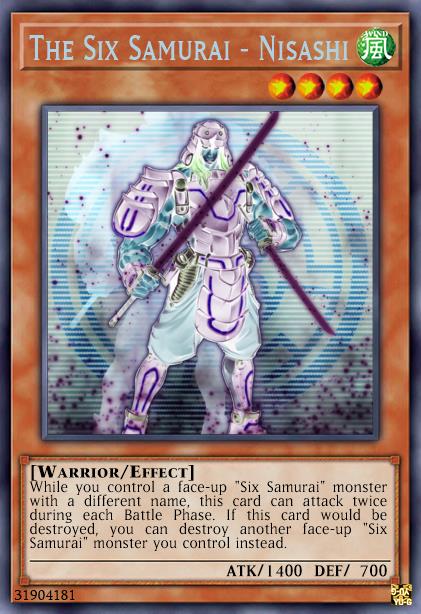 THE SIX SAMURAI - NISASHI
WIND
風
[WARRIOR/EFFECT]
While you control a face-up "Six Samurai" monster
with a different name, this card can attack twice
during each Battle Phase. If this card would be
destroyed, you can destroy another face-up "Six
Samurai" monster you control instead.
ATK/1400 DEF/ 700
31904181